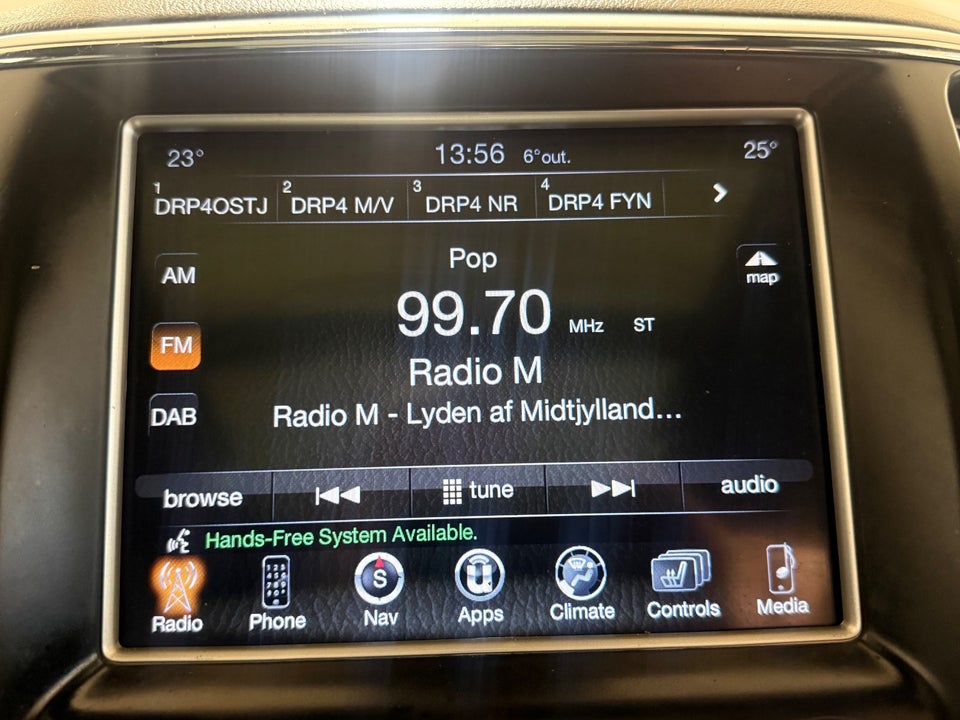 23° 13:56 6°out. 25°
1 DRP4OSTJ 2 DRP4 M/V 3 DRP4 NR 4 DRP4 FYN
Pop
AM
map
99.70 MHz ST
FM
Radio M
DAB
Radio M - Lyden af Midtjylland...
browse tune audio
Hands-Free System Available.
S
Radio Phone Nav Apps Climate Controls Media